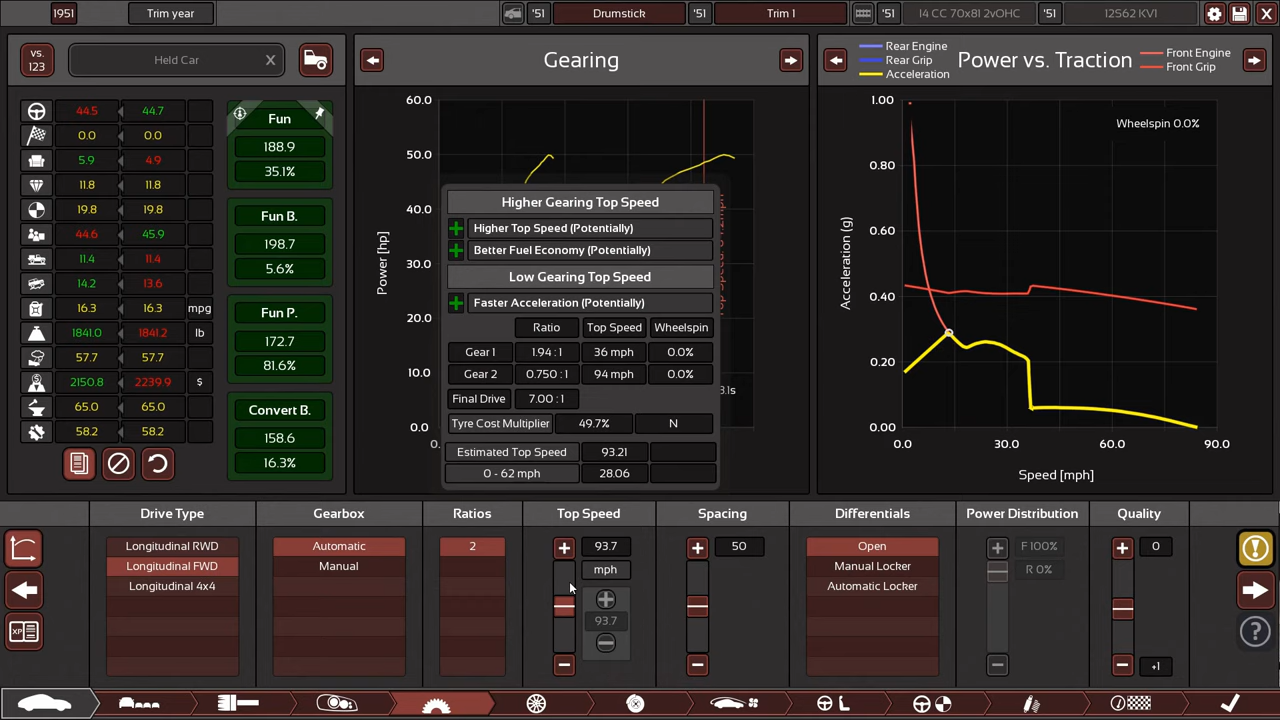 1951
Trim year
'51
Drumstick
'51
Trim 1
'51
I4 CC 70x81 2vOHC
'51
12562 KVI
vs.
123
Held Car
X
Gearing
Rear Engine
Rear Grip
Acceleration
Power vs. Traction
Front Engine
Front Grip
44.5 44.7
0.0 0.0
5.9 4.9
11.8 11.8
19.8 19.8
44.6 45.9
11.4 11.4
14.2 13.6
16.3 16.3 mpg
1841.0 1841.2 lb
57.7 57.7
2150.8 2239.9 $
65.0 65.0
58.2 58.2
Fun
188.9
35.1%
Fun B.
198.7
5.6%
Fun P.
172.7
81.6%
Convert B.
158.6
16.3%
Power [hp]
60.0
50.0
40.0
30.0
20.0
10.0
0.0
0.
3.1s
Higher Gearing Top Speed
Higher Top Speed (Potentially)
Better Fuel Economy (Potentially)
Low Gearing Top Speed
Faster Acceleration (Potentially)
Ratio Top Speed Wheelspin
Gear 1 1.94 : 1 36 mph 0.0%
Gear 2 0.750 : 1 94 mph 0.0%
Final Drive 7.00 : 1
Tyre Cost Multiplier 49.7% N
Estimated Top Speed 93.21
0 - 62 mph 28.06
Wheelspin 0.0%
Acceleration (g)
1.00
0.80
0.60
0.40
0.20
0.00
0.0 30.0 60.0 90.0
Speed [mph]
Drive Type
Longitudinal RWD
Longitudinal FWD
Longitudinal 4x4
Gearbox
Automatic
Manual
Ratios
2
Top Speed
93.7
mph
93.7
Spacing
50
Differentials
Open
Manual Locker
Automatic Locker
Power Distribution
F 100%
R 0%
Quality
0
+1